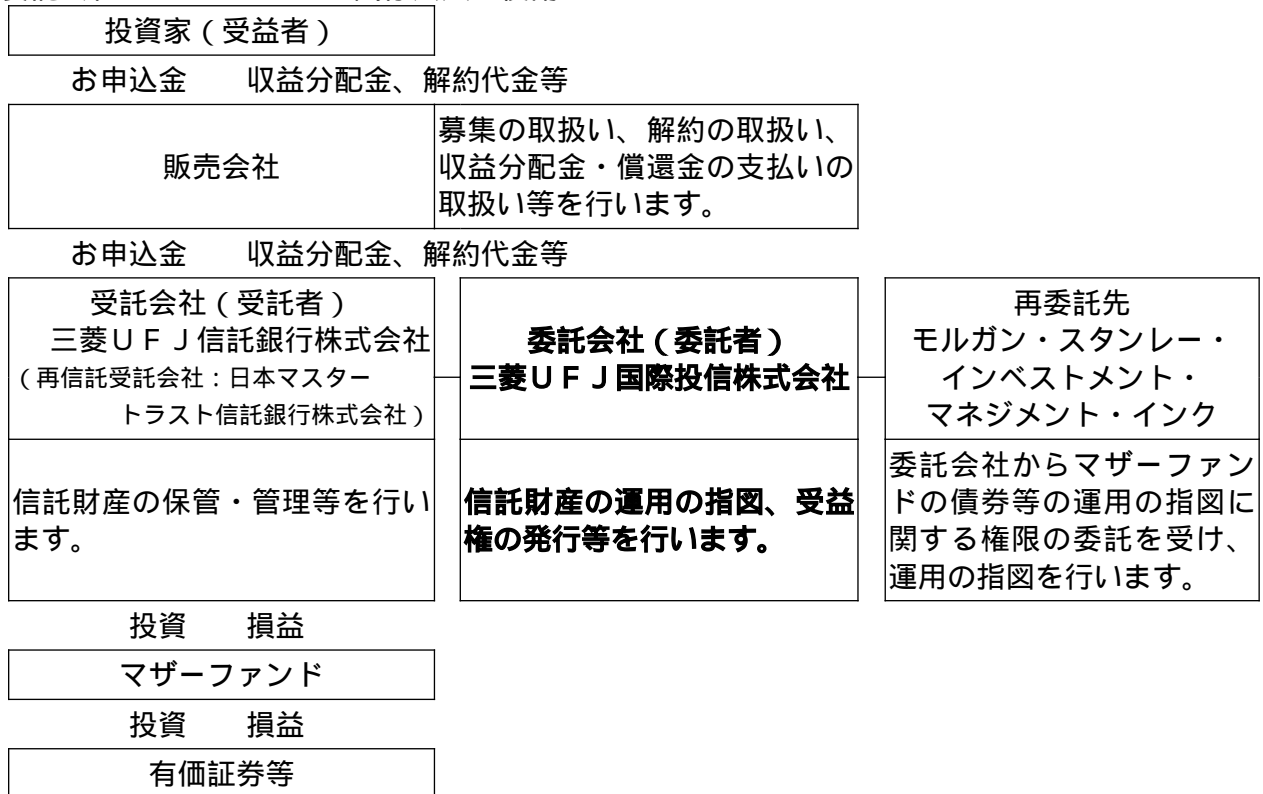 投資家（受益者）
お申込金　収益分配金、解約代金等
販売会社
募集の取扱い、解約の取扱い、
収益分配金・償還金の支払いの
取扱い等を行います。
お申込金　収益分配金、解約代金等
受託会社（受託者）
三菱ＵＦＪ信託銀行株式会社
（再信託受託会社：日本マスター
トラスト信託銀行株式会社）
委託会社（委託者）
三菱ＵＦＪ国際投信株式会社
再委託先
モルガン・スタンレー・
インベストメント・
マネジメント・インク
信託財産の保管・管理等を行い
ます。
信託財産の運用の指図、受益
権の発行等を行います。
委託会社からマザーファン
ドの債券等の運用の指図に
関する権限の委託を受け、
運用の指図を行います。
投資　損益
マザーファンド
投資　損益
有価証券等